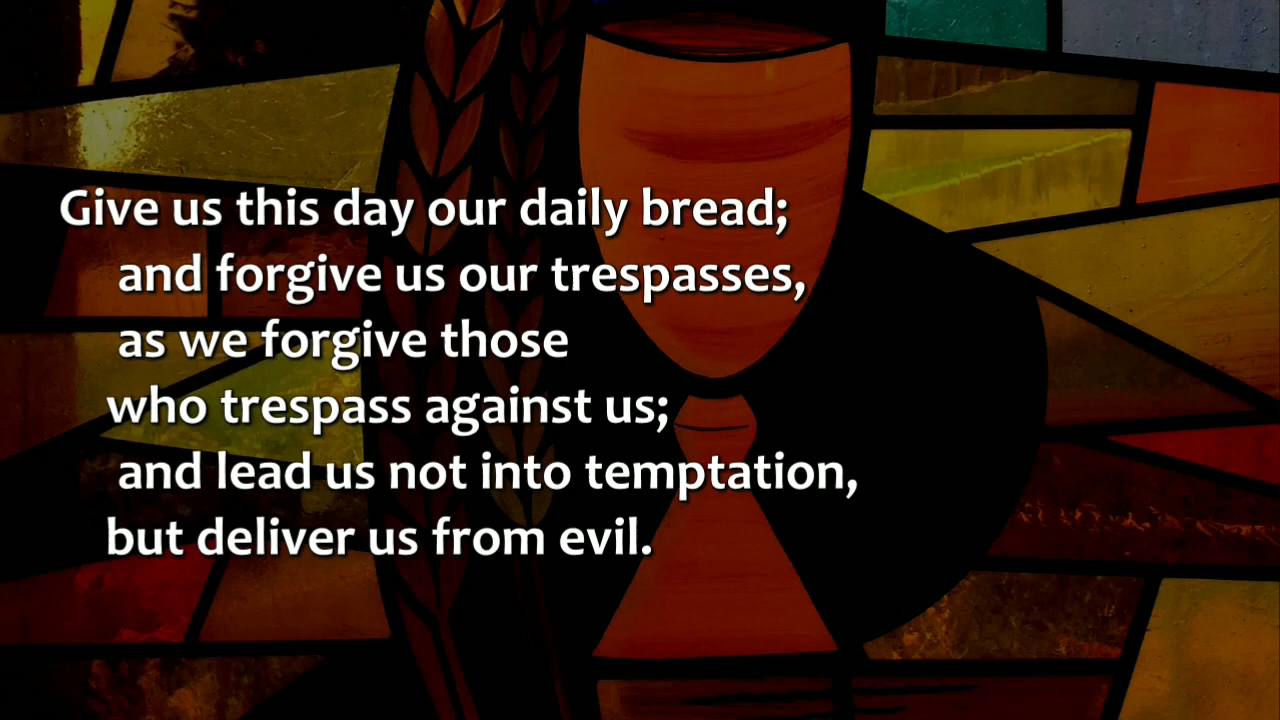 Give us this day our daily bread;
and forgive us our trespasses,
as we forgive those
who trespass against us;
and lead us not into temptation,
but deliver us from evil.